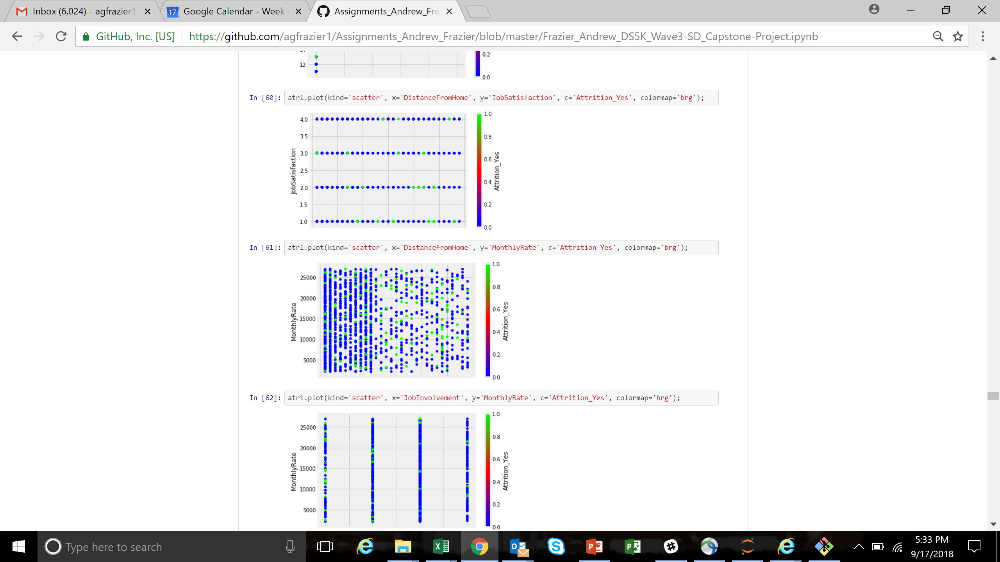 Inbox (6,024) - agfrazier1
Google Calendar - Week
Assignments_Andrew_Fra
GitHub, Inc. [US]
https://github.com/agfrazier1/Assignments_Andrew_Frazier/blob/master/Frazier_Andrew_DS5K_Wave3-SD_Capstone-Project.ipynb
12
0.2
0.0
In [60]: atr1.plot(kind='scatter', x='DistanceFromHome', y='JobSatisfaction', c='Attrition_Yes', colormap='brg');
4.0
3.5
3.0
2.5
2.0
1.5
1.0
JobSatisfaction
1.0
0.8
0.6
0.4
0.2
0.0
Attrition_Yes
In [61]: atr1.plot(kind='scatter', x='DistanceFromHome', y='MonthlyRate', c='Attrition_Yes', colormap='brg');
25000
20000
15000
10000
5000
MonthlyRate
1.0
0.8
0.6
0.4
0.2
0.0
Attrition_Yes
In [62]: atr1.plot(kind='scatter', x='JobInvolvement', y='MonthlyRate', c='Attrition_Yes', colormap='brg');
25000
20000
15000
10000
5000
MonthlyRate
1.0
0.8
0.6
0.4
0.2
0.0
Attrition_Yes
Type here to search
5:33 PM
9/17/2018